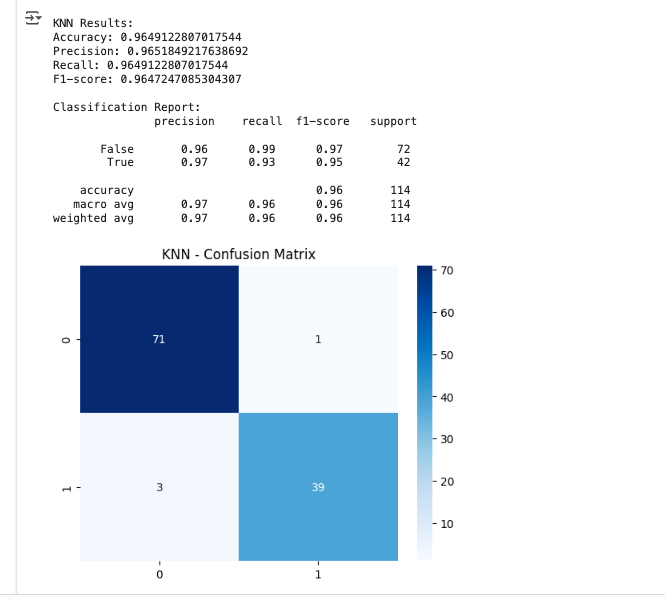 KNN Results:
Accuracy: 0.9649122807017544
Precision: 0.9651849217638692
Recall: 0.9649122807017544
F1-score: 0.9647247085304307
Classification Report:
precision recall f1-score support
False 0.96 0.99 0.97 72
True 0.97 0.93 0.95 42
accuracy 0.96 114
macro avg 0.97 0.96 0.96 114
weighted avg 0.97 0.96 0.96 114
KNN - Confusion Matrix
70
60
0 71 1
50
40
30
1 3 39
20
10
0 1